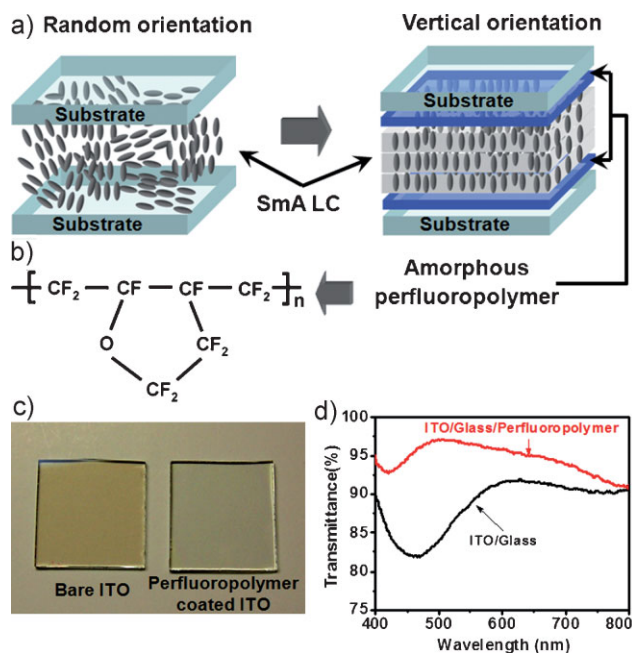 a) Random orientation
Vertical orientation
Substrate
Substrate
SmA LC
Substrate
Substrate
b)
Amorphous
perfluoropolymer
[ CF2 — CF — CF — CF2 ]n
O
CF2
CF2
c)
Bare ITO
Perfluoropolymer
coated ITO
d)
Transmittance(%)
100
95
90
85
80
75
ITO/Glass/Perfluoropolymer
ITO/Glass
400 500 600 700 800
Wavelength (nm)